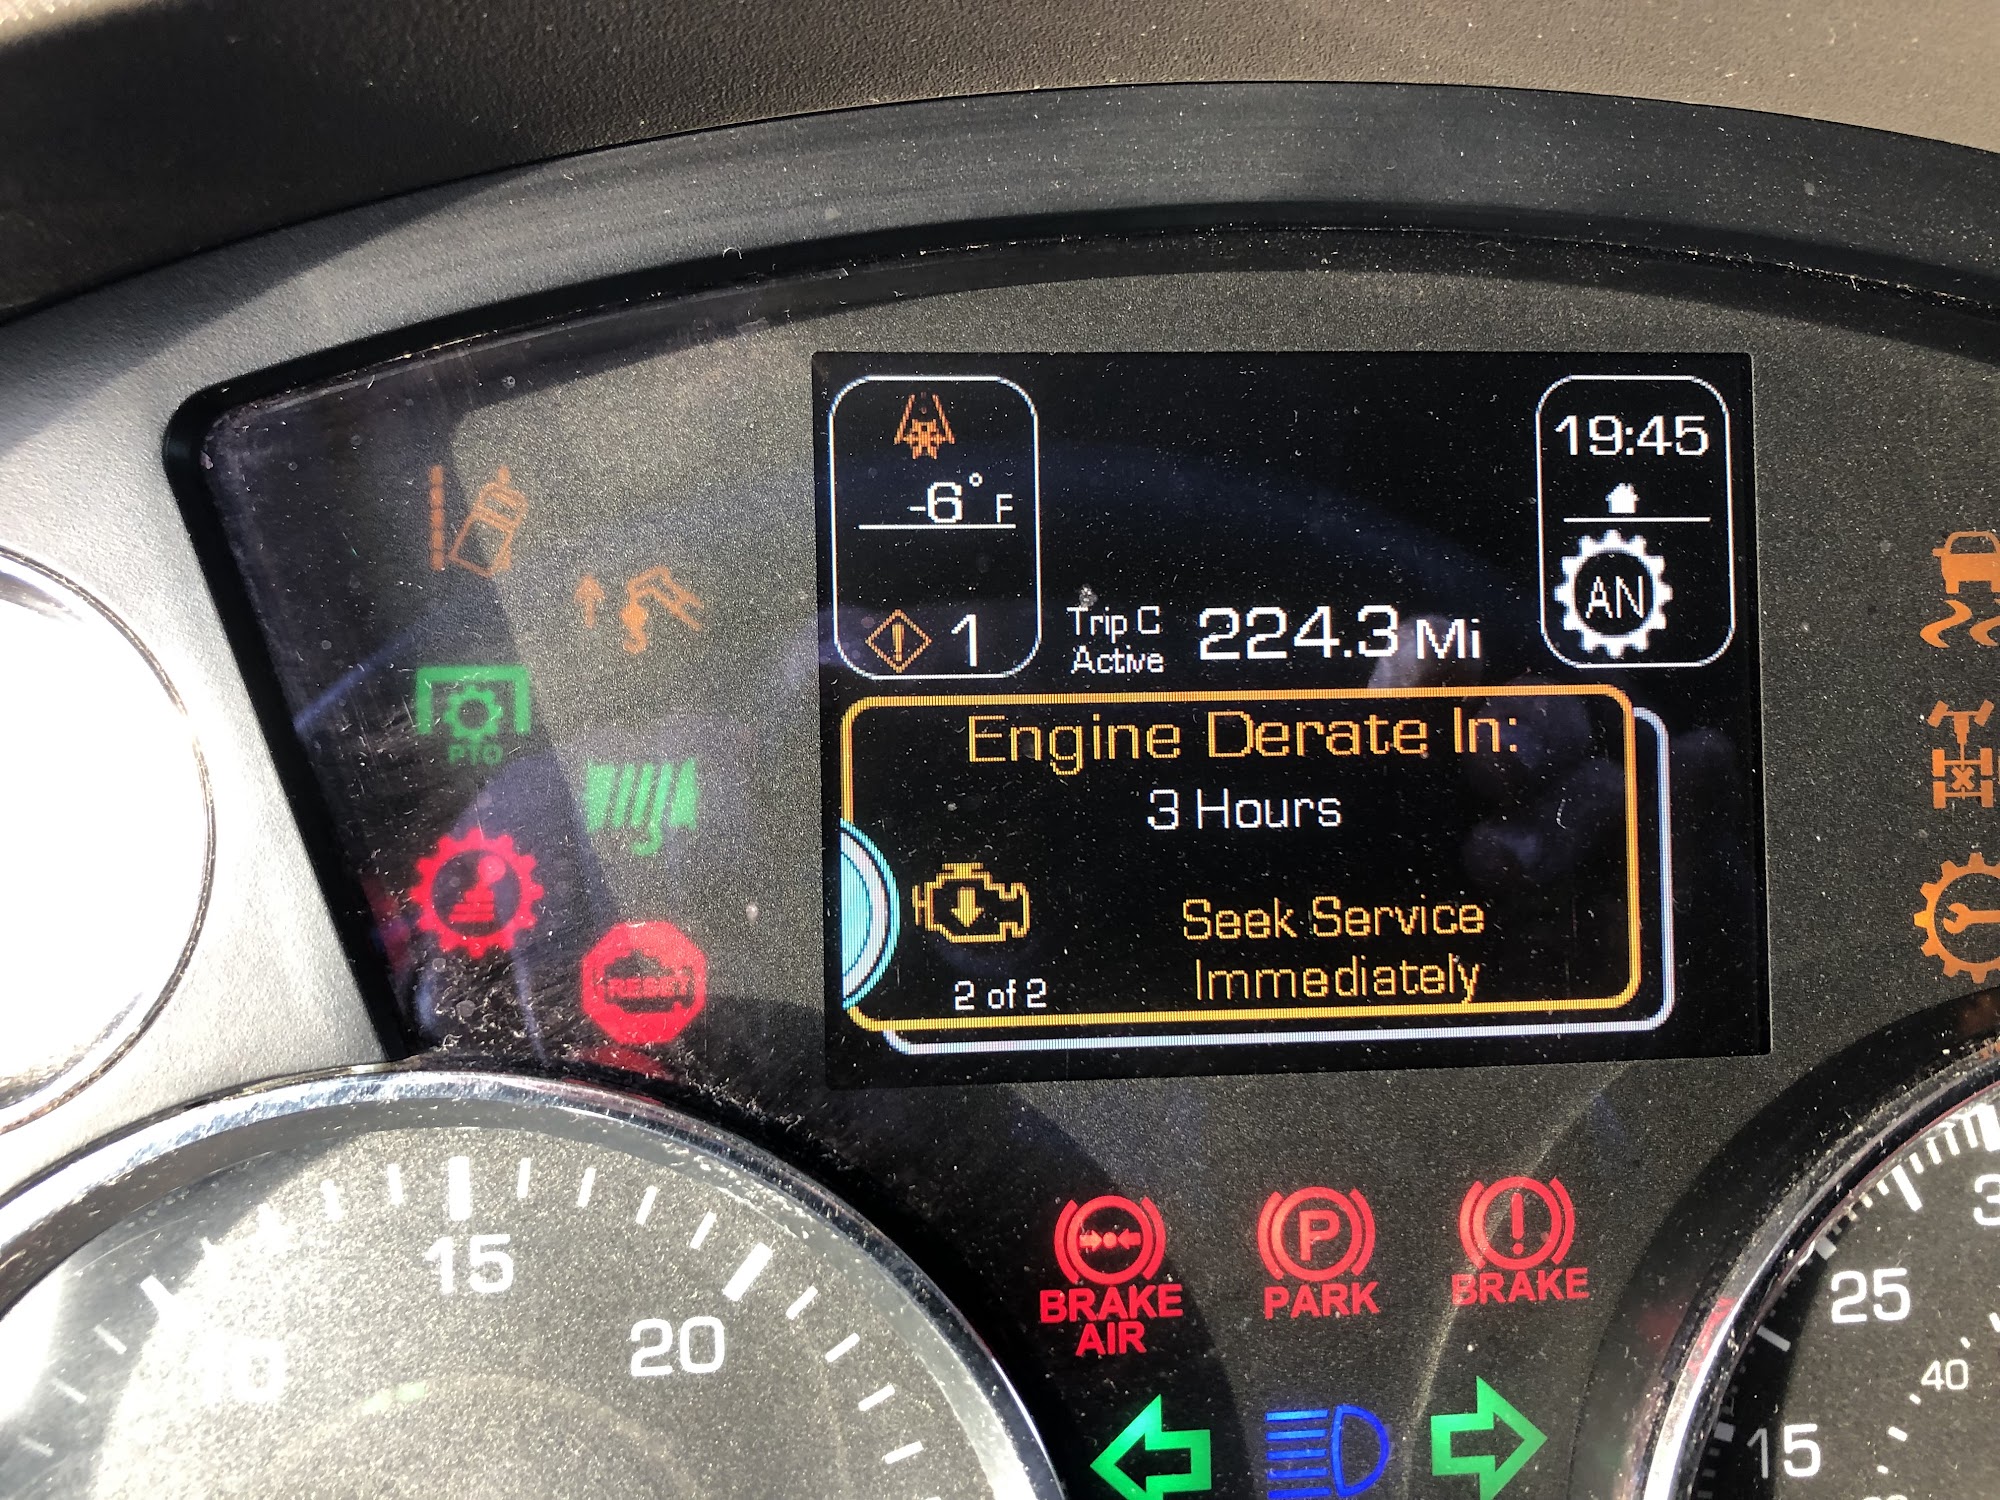 19:45
-6° F
AN
! 1
Trip C
Active
224.3 Mi
Engine Derate In:
3 Hours
Seek Service
Immediately
2 of 2
PTO
RESET
BRAKE
AIR
P
PARK
!
BRAKE
10
15
20
25
40
15